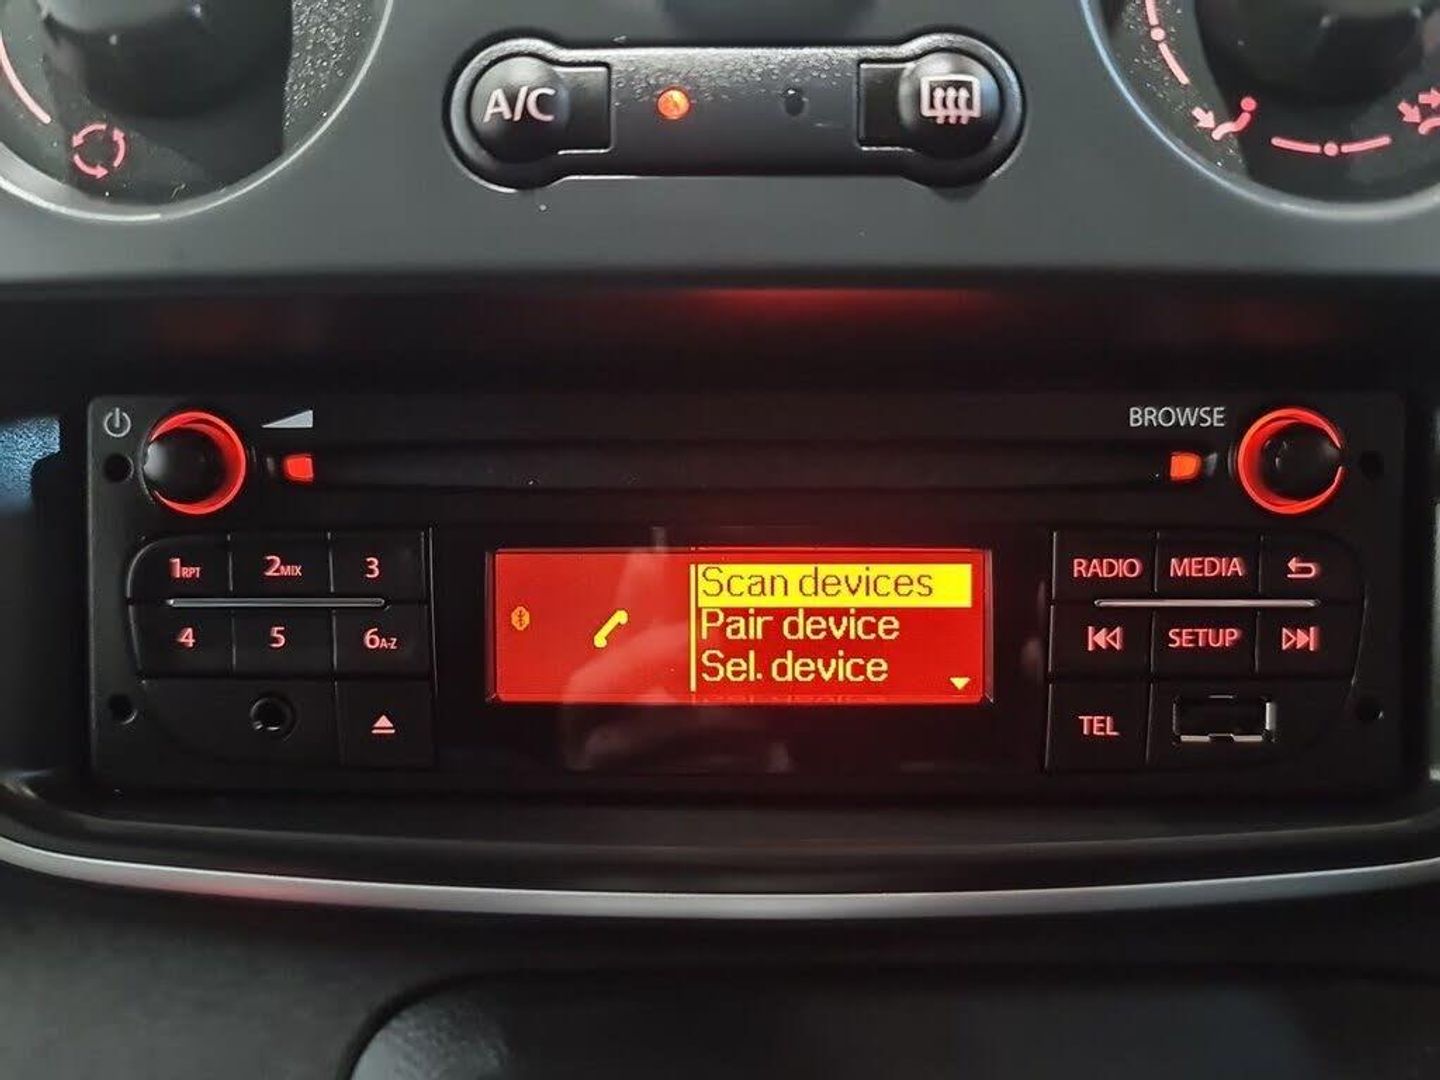 A/C
BROWSE
1RPT 2MIX 3
4 5 6A-Z
Scan devices
Pair device
Sel. device
RADIO MEDIA
SETUP
TEL